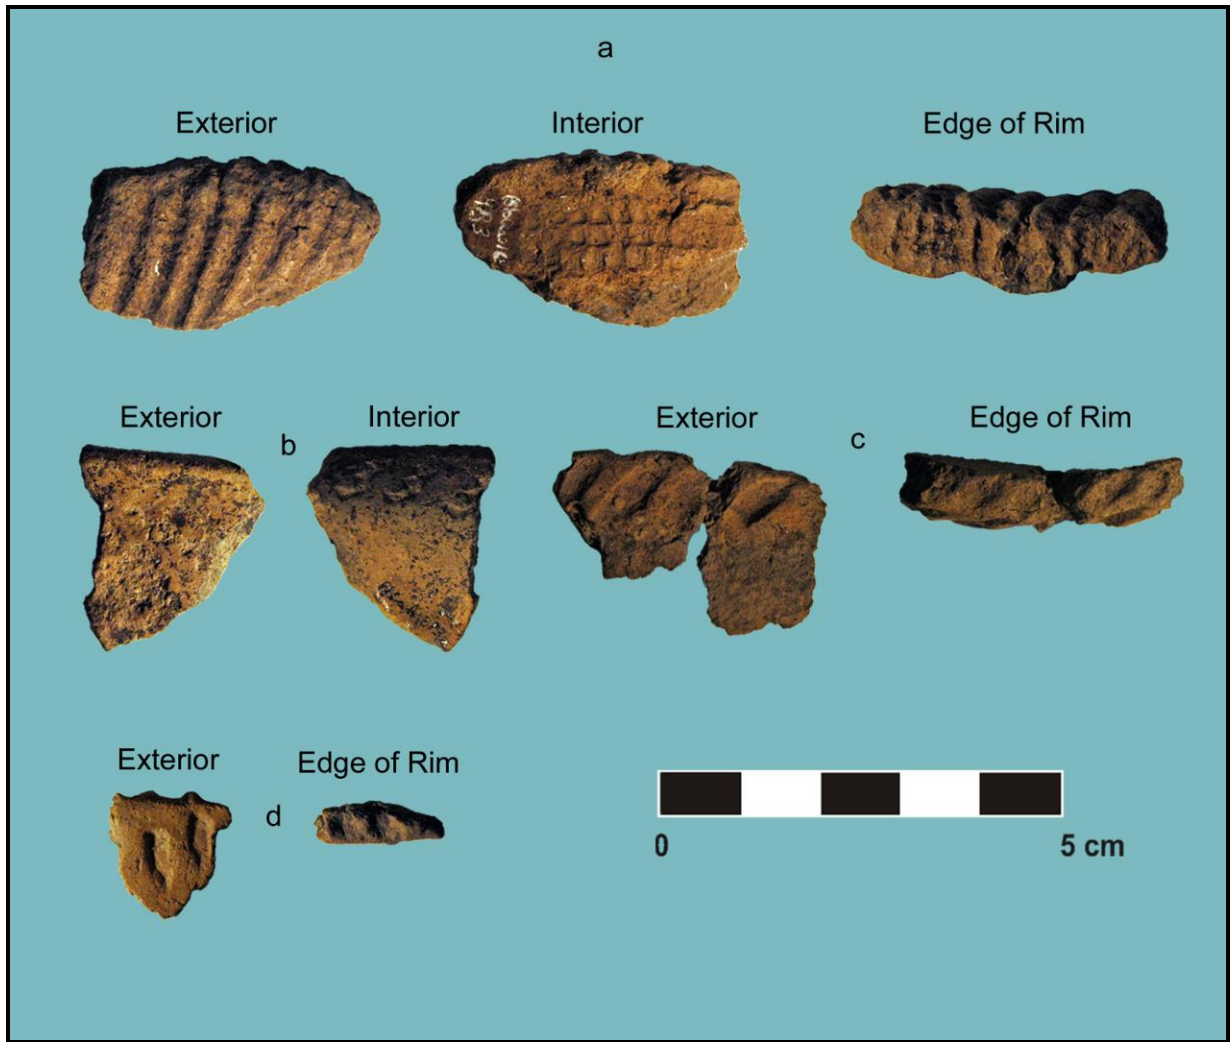 a
Exterior Interior Edge of Rim
Exterior b Interior Exterior c Edge of Rim
Exterior d Edge of Rim
0 5 cm